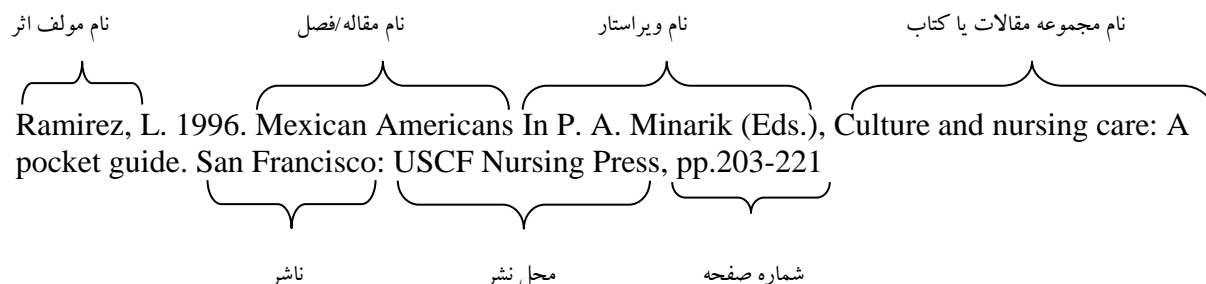 نام مولف اثر نام مقاله/فصل نام ویراستار نام مجموعه مقالات یا کتاب
Ramirez, L. 1996. Mexican Americans In P. A. Minarik (Eds.), Culture and nursing care: A
pocket guide. San Francisco: USCF Nursing Press, pp.203-221
ناشر محل نشر شماره صفحه